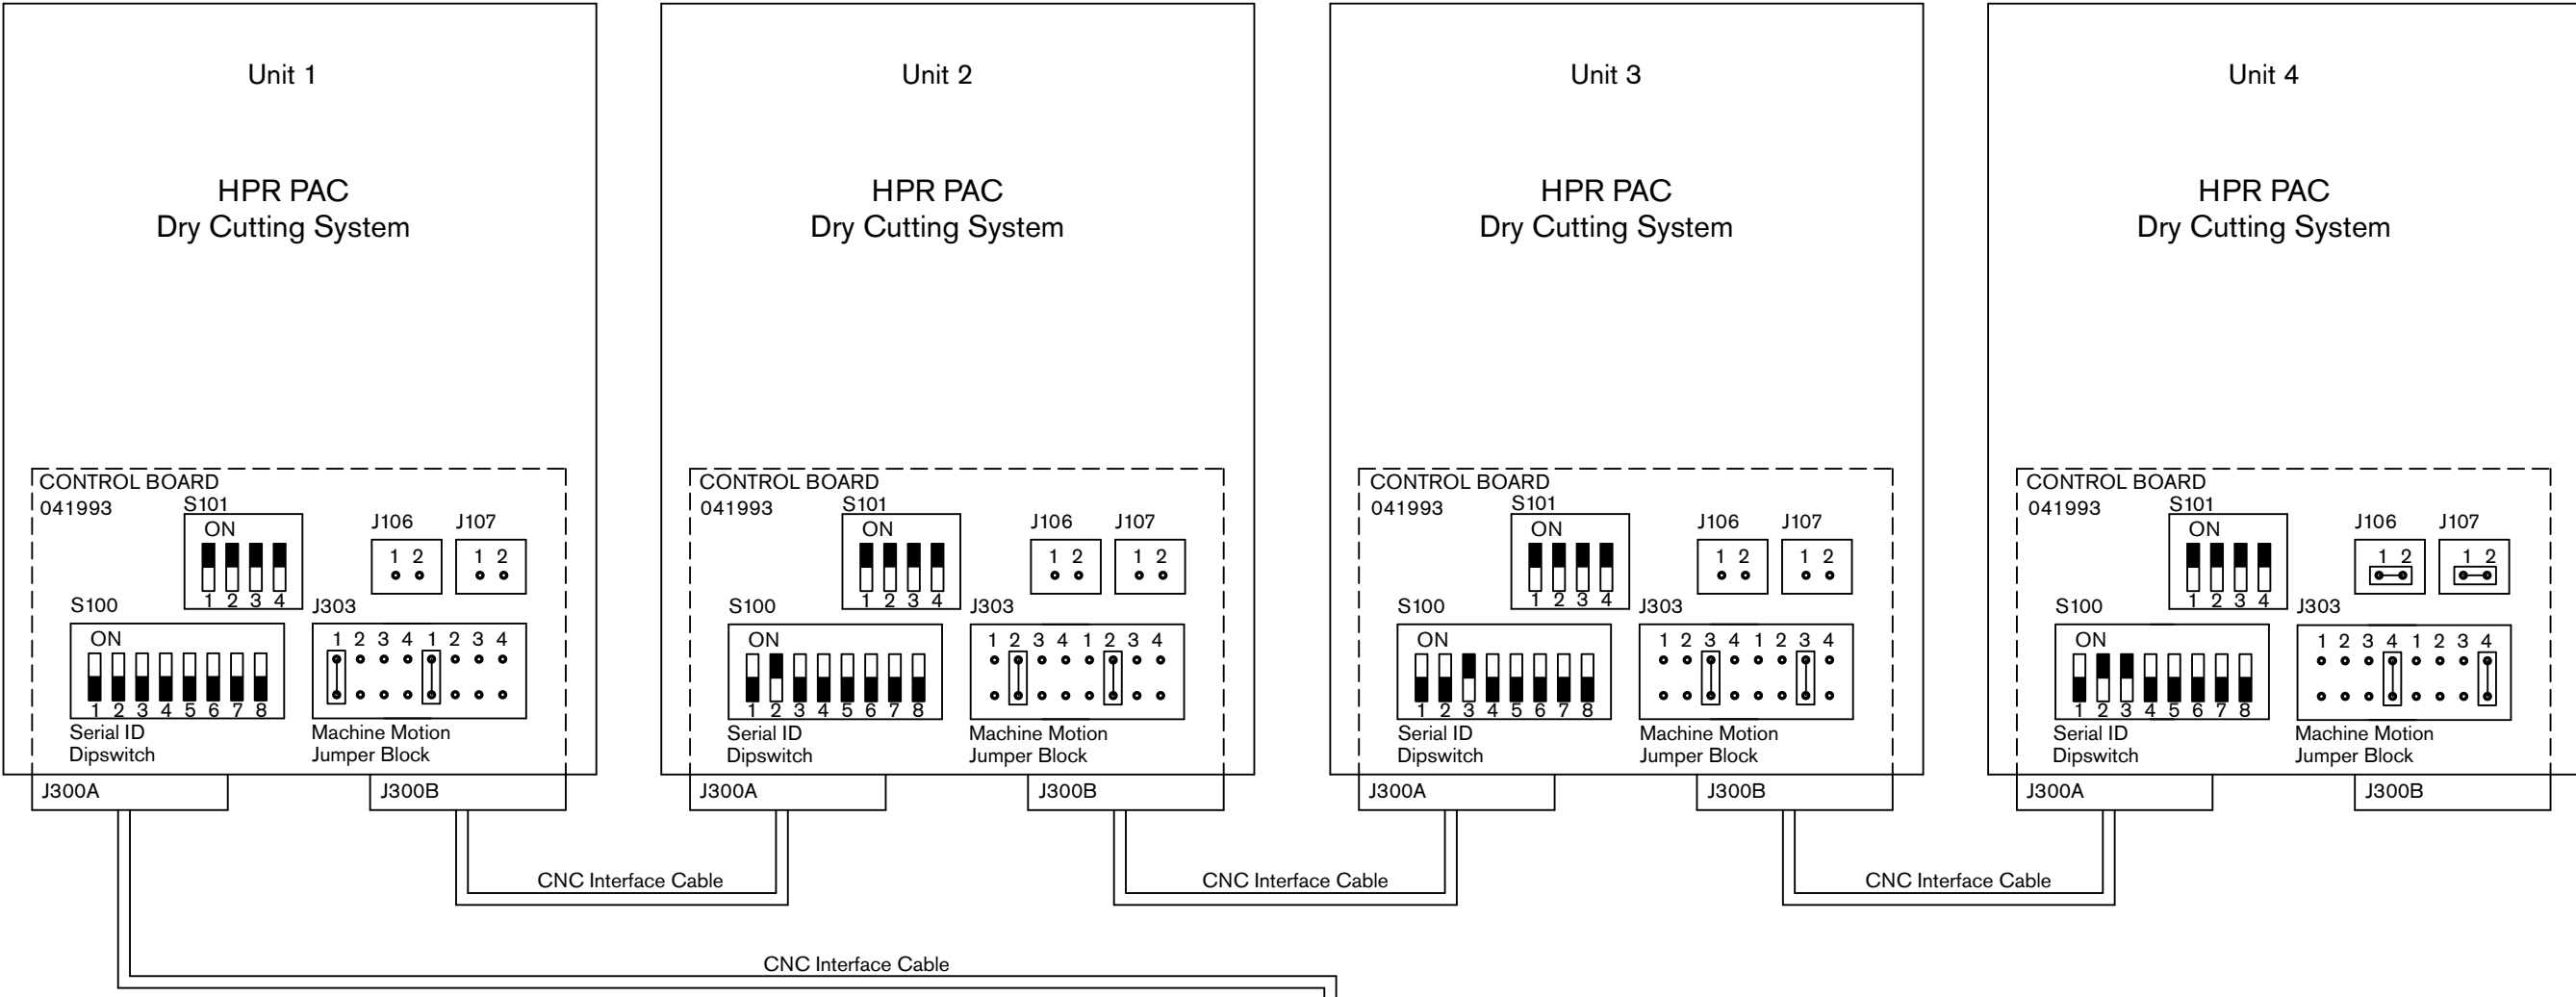 Unit 1
HPR PAC
Dry Cutting System
CONTROL BOARD
041993
S101
ON
1 2 3 4
J106
1 2
J107
1 2
S100
ON
1 2 3 4 5 6 7 8
Serial ID
Dipswitch
J303
1 2 3 4 1 2 3 4
Machine Motion
Jumper Block
J300A
J300B
Unit 2
HPR PAC
Dry Cutting System
CONTROL BOARD
041993
S101
ON
1 2 3 4
J106
1 2
J107
1 2
S100
ON
1 2 3 4 5 6 7 8
Serial ID
Dipswitch
J303
1 2 3 4 1 2 3 4
Machine Motion
Jumper Block
J300A
J300B
Unit 3
HPR PAC
Dry Cutting System
CONTROL BOARD
041993
S101
ON
1 2 3 4
J106
1 2
J107
1 2
S100
ON
1 2 3 4 5 6 7 8
Serial ID
Dipswitch
J303
1 2 3 4 1 2 3 4
Machine Motion
Jumper Block
J300A
J300B
Unit 4
HPR PAC
Dry Cutting System
CONTROL BOARD
041993
S101
ON
1 2 3 4
J106
1 2
J107
1 2
S100
ON
1 2 3 4 5 6 7 8
Serial ID
Dipswitch
J303
1 2 3 4 1 2 3 4
Machine Motion
Jumper Block
J300A
J300B
CNC Interface Cable
CNC Interface Cable
CNC Interface Cable
CNC Interface Cable